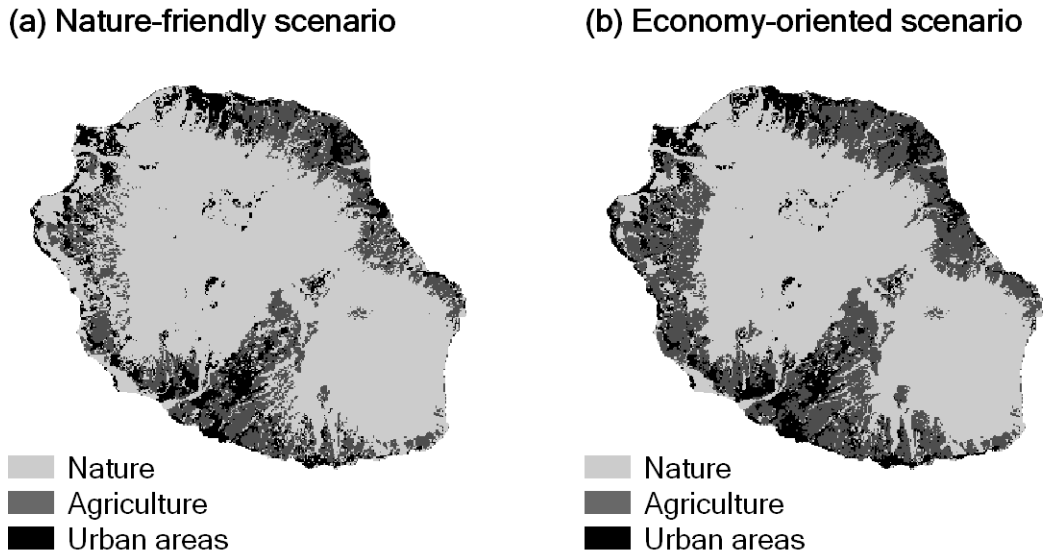 (a) Nature-friendly scenario
Nature
Agriculture
Urban areas
(b) Economy-oriented scenario
Nature
Agriculture
Urban areas